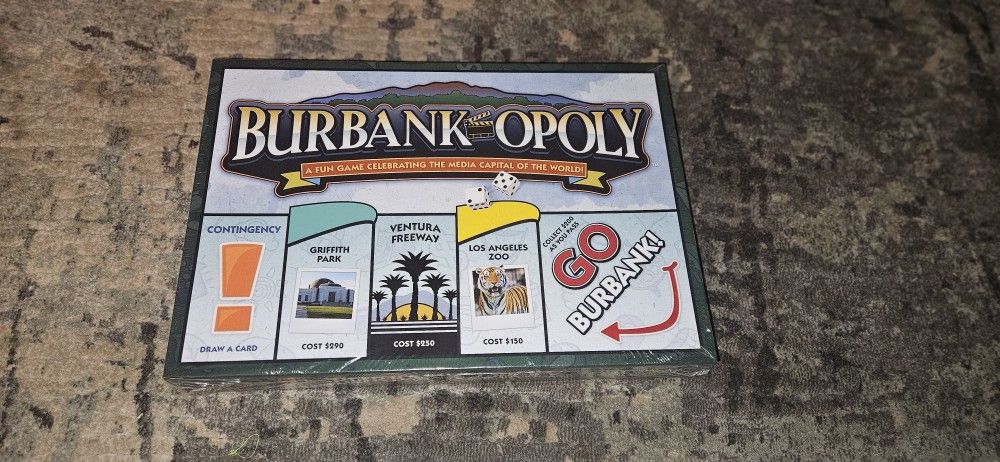 BURBANK OPOLY
A FUN GAME CELEBRATING THE MEDIA CAPITAL OF THE WORLD!
CONTINGENCY
!
DRAW A CARD
GRIFFITH
PARK
COST $290
VENTURA
FREEWAY
COST $250
LOS ANGELES
ZOO
COST $150
COLLECT $200
AS YOU PASS
GO
BURBANK!